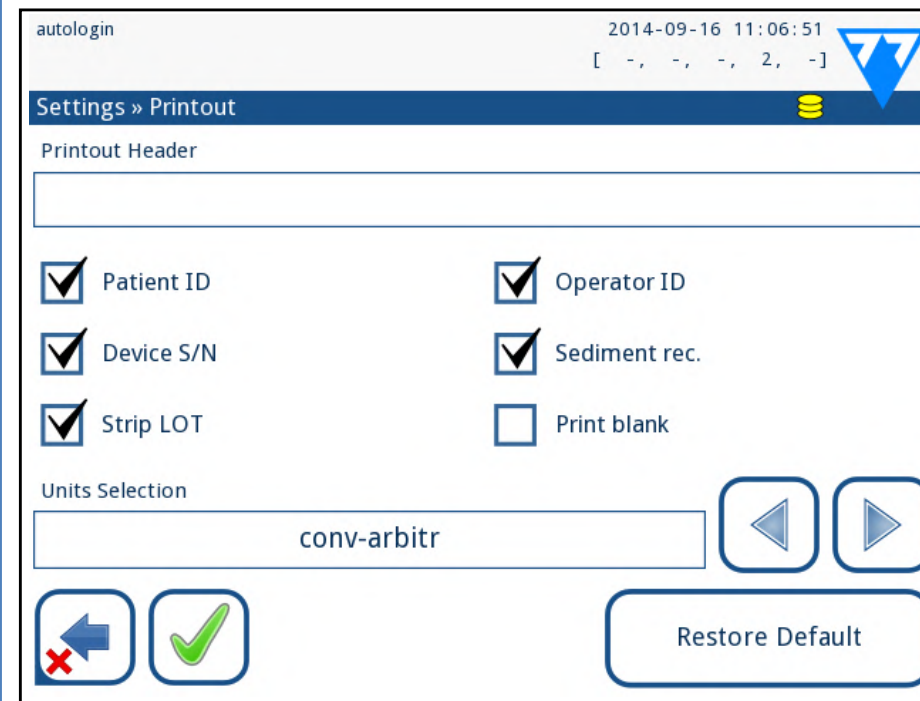 autologin
2014-09-16 11:06:51
[ -, -, -, 2, -]
77
Settings » Printout
Printout Header
Patient ID
Operator ID
Device S/N
Sediment rec.
Strip LOT
Print blank
Units Selection
conv-arbitr
Restore Default